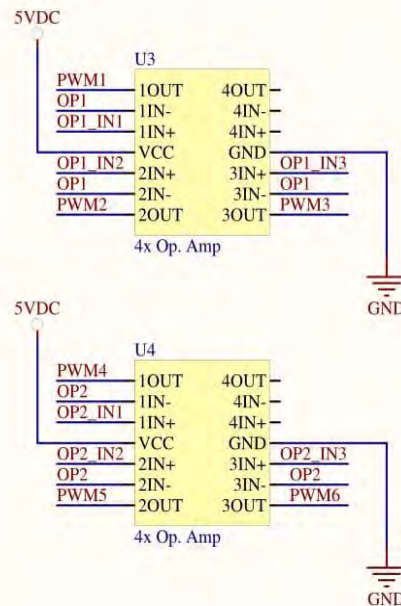 5VDC
U3
PWM1 1OUT 4OUT
OP1 1IN- 4IN-
OP1_IN1 1IN+ 4IN+
VCC GND
OP1_IN2 2IN+ 3IN+ OP1_IN3
OP1 2IN- 3IN- OP1
PWM2 2OUT 3OUT PWM3
4x Op. Amp
GND
5VDC
U4
PWM4 1OUT 4OUT
OP2 1IN- 4IN-
OP2_IN1 1IN+ 4IN+
VCC GND
OP2_IN2 2IN+ 3IN+ OP2_IN3
OP2 2IN- 3IN- OP2
PWM5 2OUT 3OUT PWM6
4x Op. Amp
GND